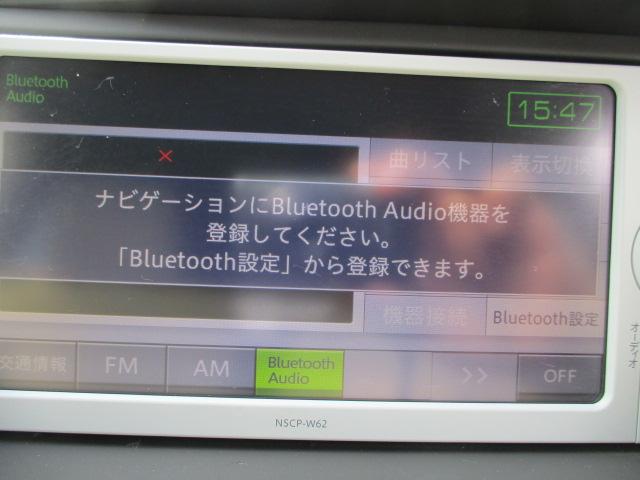 Bluetooth
Audio
15:47
×
曲リスト 表示切換
ナビゲーションにBluetooth Audio機器を
登録してください。
「Bluetooth設定」から登録できます。
機器接続 Bluetooth設定
交通情報 FM AM Bluetooth
Audio >> OFF
オーディオ
NSCP-W62